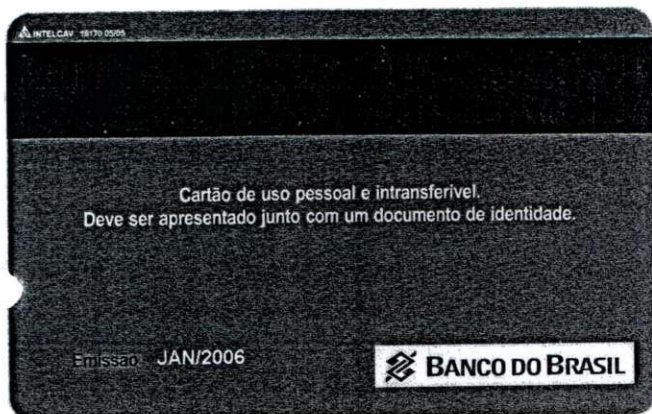 INTELCAV 16170 05/05
Cartão de uso pessoal e intransferível.
Deve ser apresentado junto com um documento de identidade.
Emissão: JAN/2006
BANCO DO BRASIL